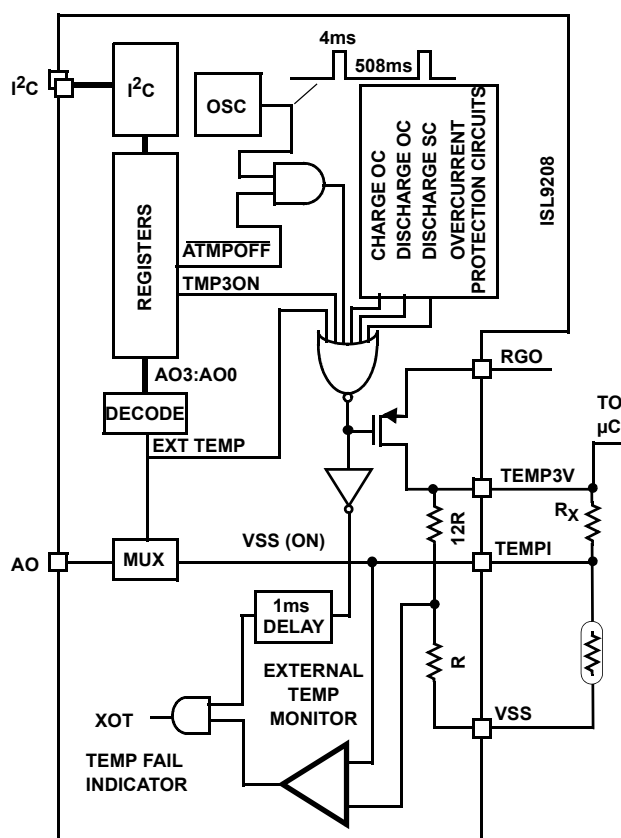 4ms
508ms
I²C
I²C
OSC
CHARGE OC
DISCHARGE OC
DISCHARGE SC
OVERCURRENT
PROTECTION CIRCUITS
ISL9208
REGISTERS
ATMPOFF
TMP3ON
RGO
AO3:AO0
TO
µC
DECODE
EXT TEMP
TEMP3V
RX
12R
VSS (ON)
TEMPI
AO
MUX
1ms
DELAY
R
EXTERNAL
TEMP
MONITOR
VSS
XOT
TEMP FAIL
INDICATOR